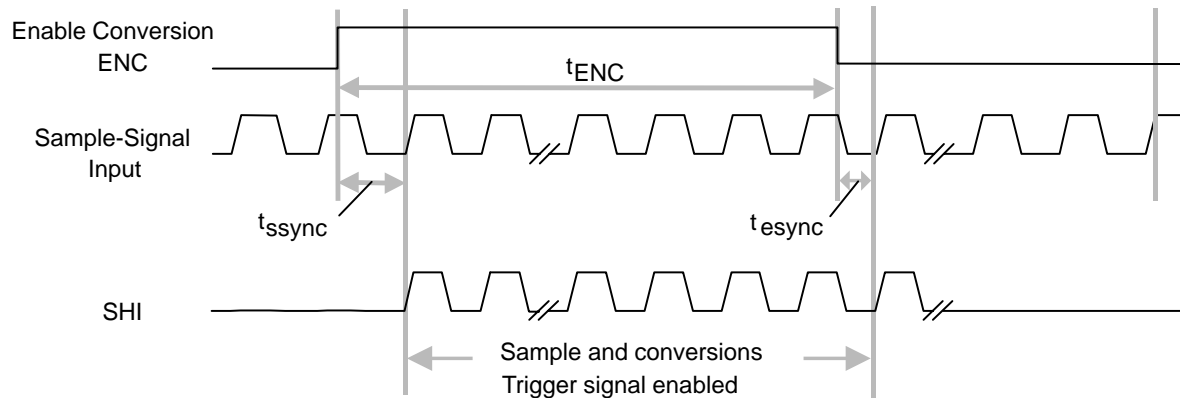 Enable Conversion
ENC
tENC
Sample-Signal
Input
tssync
tesync
SHI
Sample and conversions
Trigger signal enabled